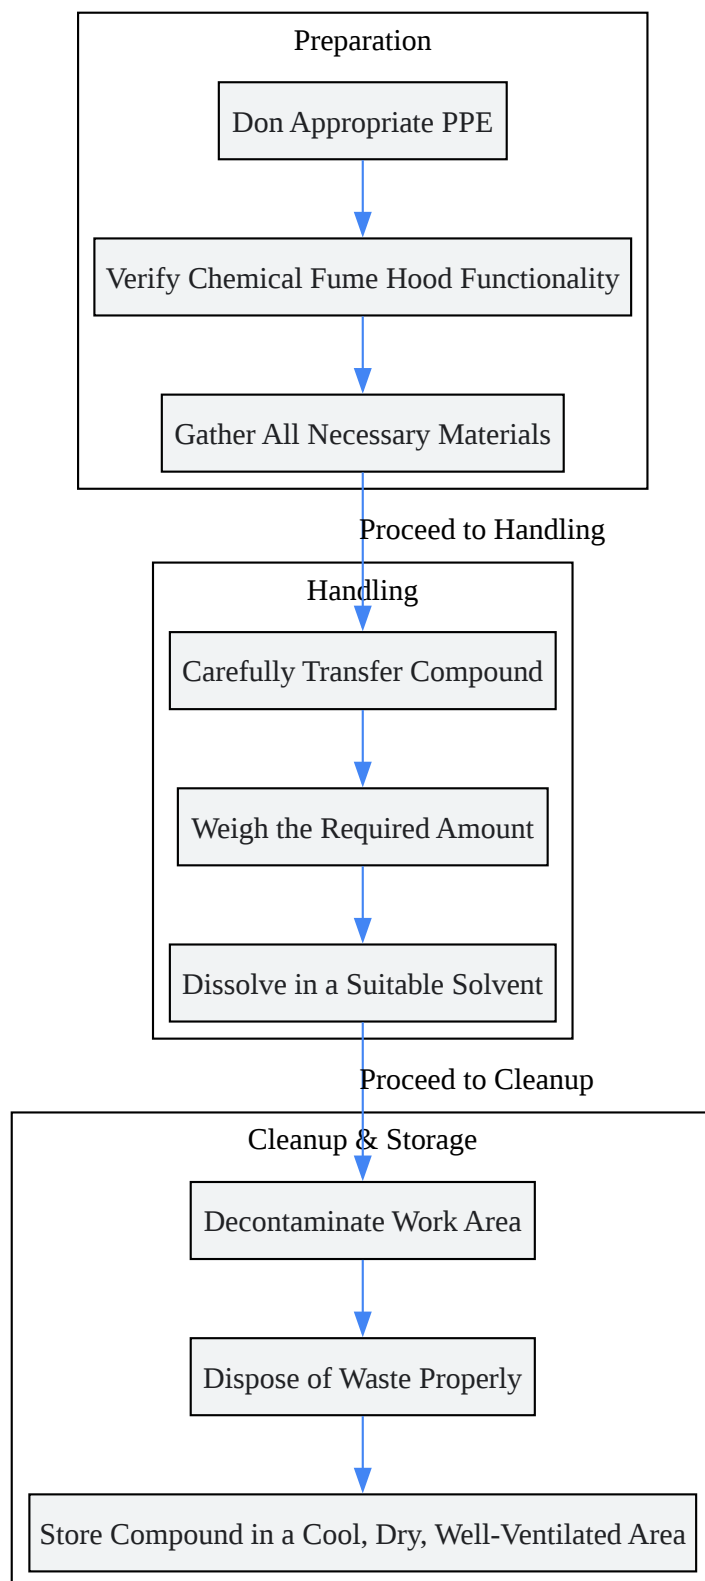 Preparation
Don Appropriate PPE
Verify Chemical Fume Hood Functionality
Gather All Necessary Materials
Proceed to Handling
Handling
Carefully Transfer Compound
Weigh the Required Amount
Dissolve in a Suitable Solvent
Proceed to Cleanup
Cleanup & Storage
Decontaminate Work Area
Dispose of Waste Properly
Store Compound in a Cool, Dry, Well-Ventilated Area